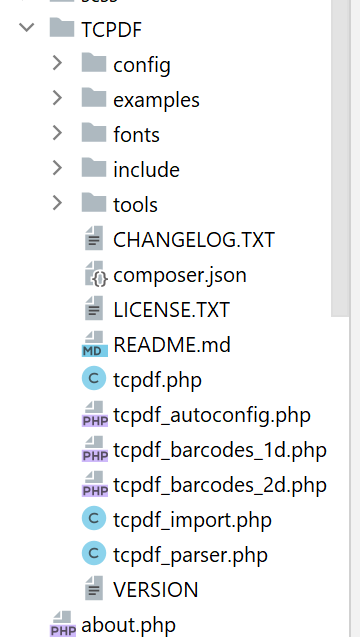 TCPDF
config
examples
fonts
include
tools
CHANGELOG.TXT
composer.json
LICENSE.TXT
MD README.md
C tcpdf.php
PHP tcpdf_autoconfig.php
PHP tcpdf_barcodes_1d.php
PHP tcpdf_barcodes_2d.php
C tcpdf_import.php
C tcpdf_parser.php
VERSION
PHP about.php